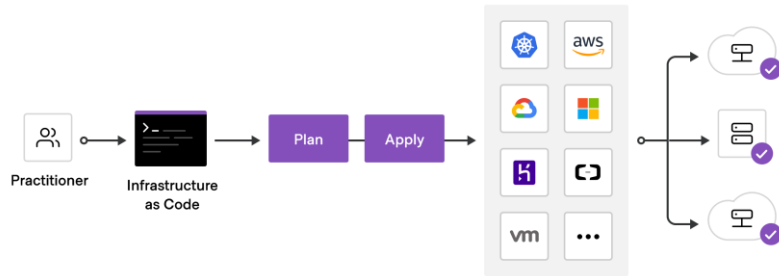 Practitioner
>_
Infrastructure
as Code
Plan
Apply
aws
vm